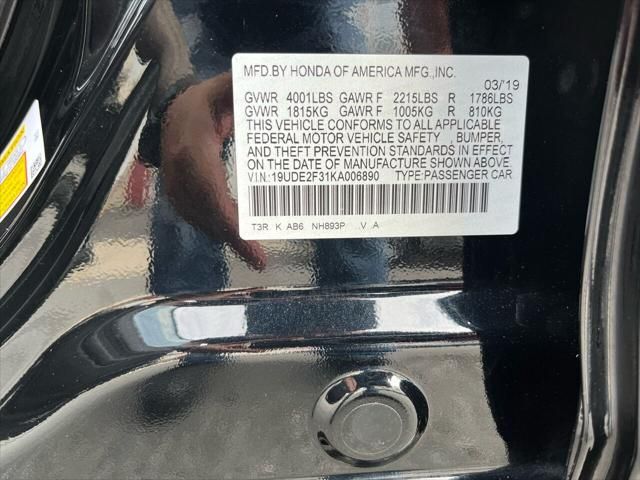 MFD.BY HONDA OF AMERICA MFG.,INC.
03/'19
GVWR 4001LBS GAWR F 2215LBS R 1786LBS
GVWR 1815KG GAWR F 1005KG R 810KG
THIS VEHICLE CONFORMS TO ALL APPLICABLE
FEDERAL MOTOR VEHICLE SAFETY , BUMPER,
AND THEFT PREVENTION STANDARDS IN EFFECT
ON THE DATE OF MANUFACTURE SHOWN ABOVE.
V.I.N.:19UDE2F31KA006890 TYPE:PASSENGER CAR
T3R K AB6 NH893P ..V A